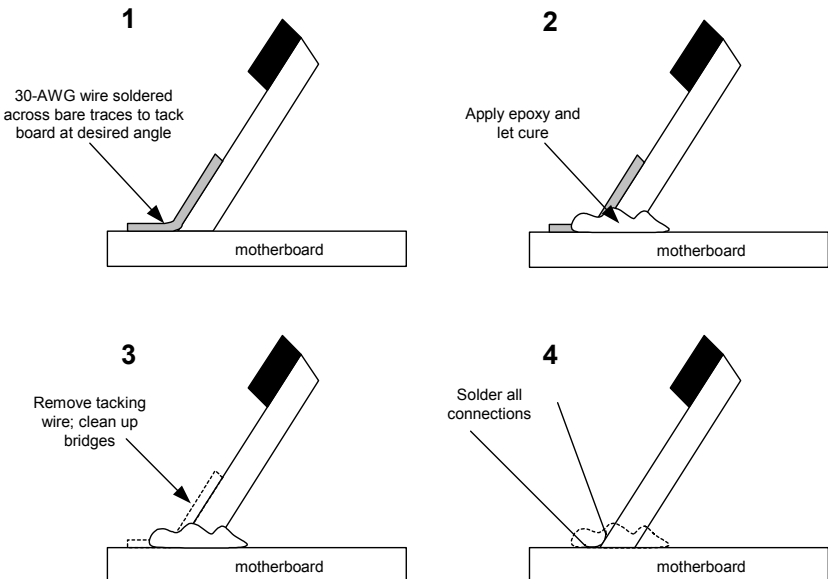 1
30-AWG wire soldered
across bare traces to tack
board at desired angle
motherboard
2
Apply epoxy and
let cure
motherboard
3
Remove tacking
wire; clean up
bridges
motherboard
4
Solder all
connections
motherboard